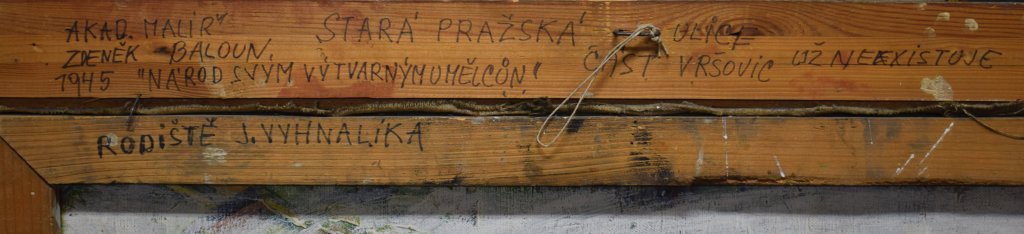 AKAD. MALÍŘ
ZDENĚK BALOUN.
1945 "NÁROD SVÝM VÝTVARNÝM UMĚLCŮM"
STARÁ PRAŽSKÁ ULICE
ČÁST VRŠOVIC UŽ NEEXISTUJE
RODIŠTĚ J. VYHNALÍKA